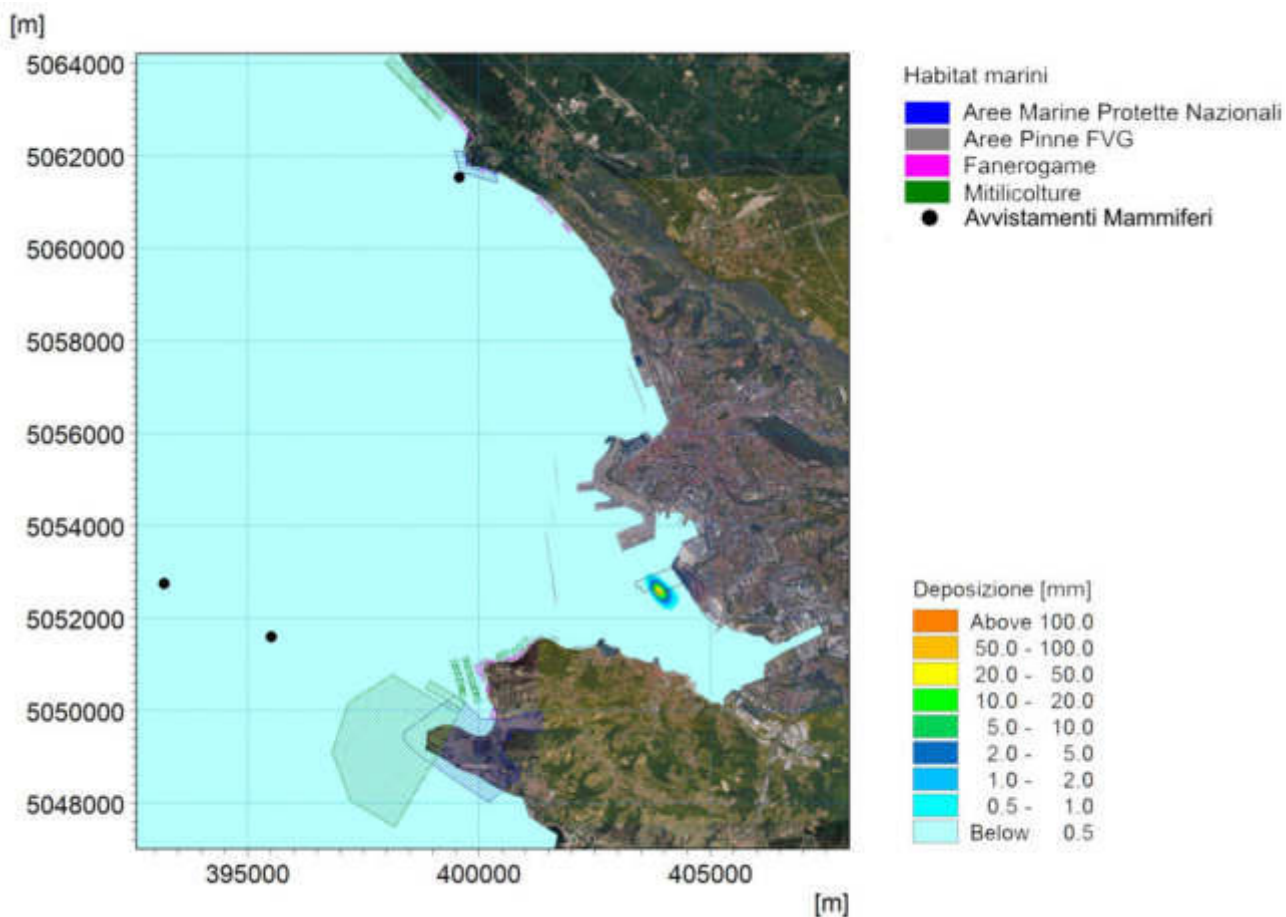 [m]
5064000
5062000
5060000
5058000
5056000
5054000
5052000
5050000
5048000
395000
400000
405000
[m]
Habitat marini
Aree Marine Protette Nazionali
Aree Pinne FVG
Fanerogame
Mitilicolture
Avvistamenti Mammiferi
Deposizione [mm]
Above 100.0
50.0 - 100.0
20.0 - 50.0
10.0 - 20.0
5.0 - 10.0
2.0 - 5.0
1.0 - 2.0
0.5 - 1.0
Below 0.5